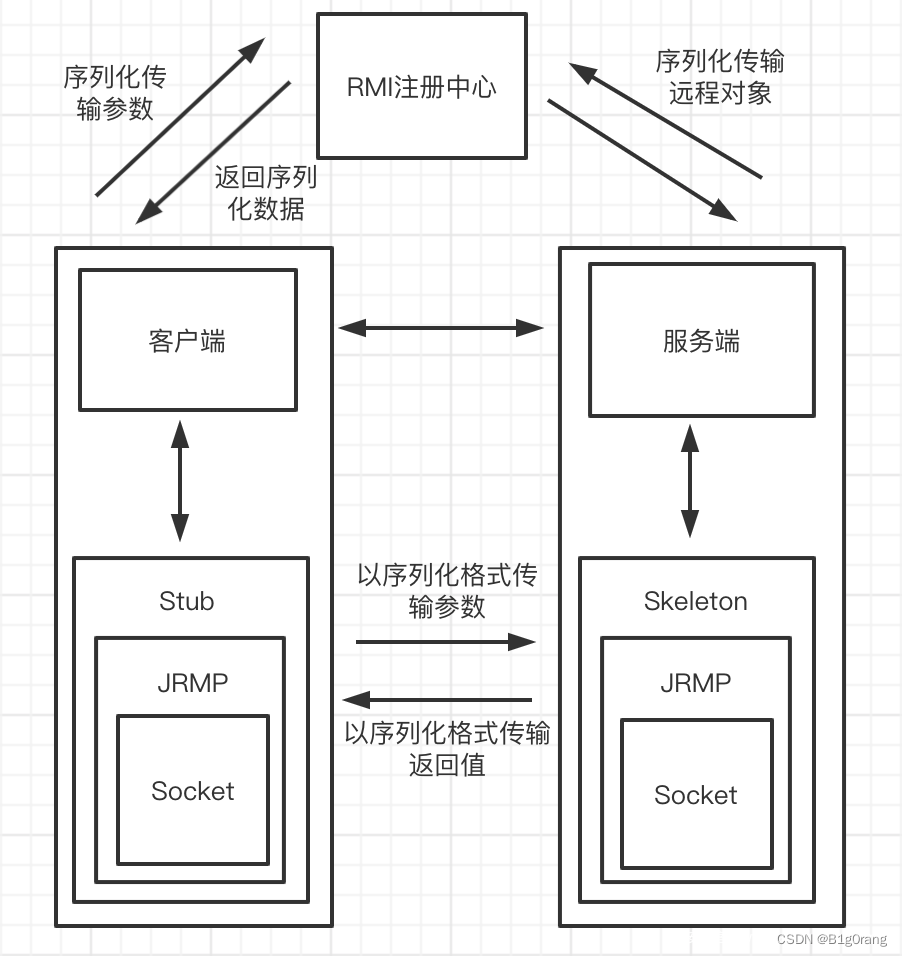 RMI注册中心
序列化传
输参数
返回序列
化数据
序列化传输
远程对象
客户端
服务端
Stub
JRMP
Socket
以序列化格式传
输参数
以序列化格式传输
返回值
Skeleton
JRMP
Socket
CSDN @B1g0rang